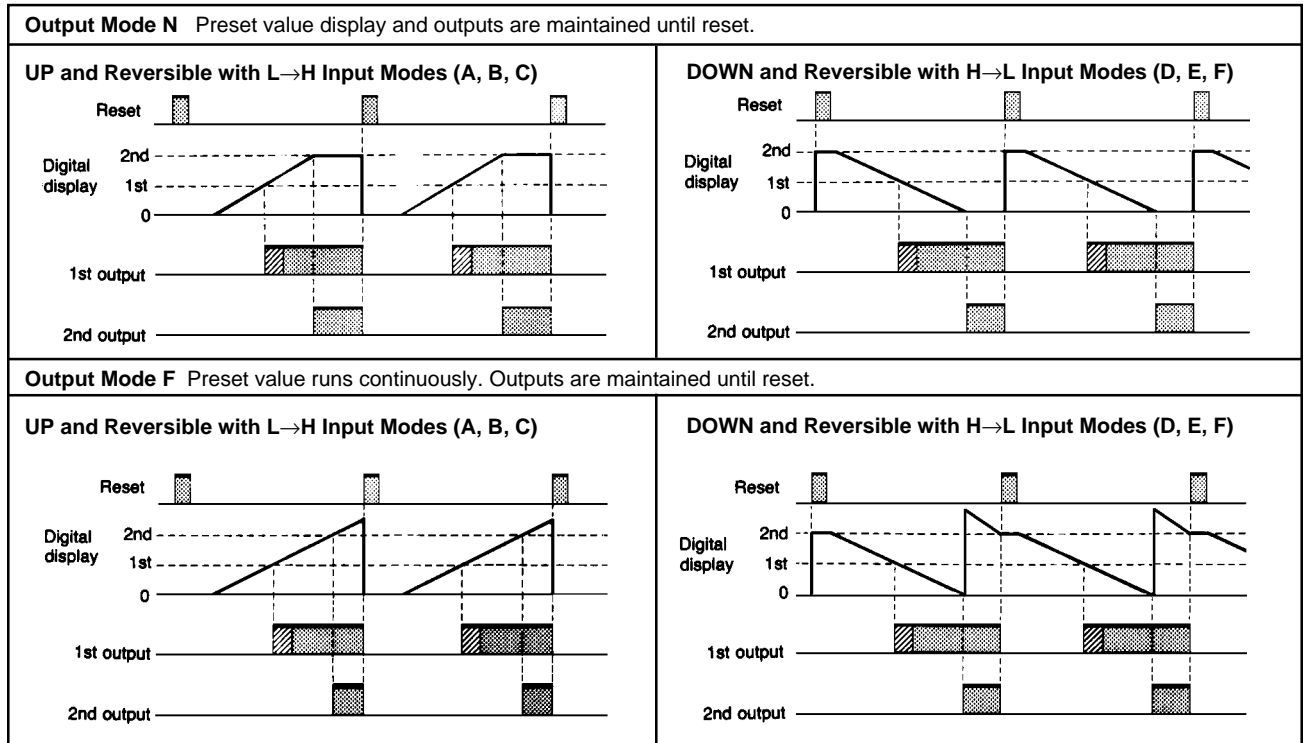 Output Mode N Preset value display and outputs are maintained until reset.
UP and Reversible with L→H Input Modes (A, B, C)
Reset
Digital display
2nd
1st
0
1st output
2nd output
DOWN and Reversible with H→L Input Modes (D, E, F)
Reset
Digital display
2nd
1st
0
1st output
2nd output
Output Mode F Preset value runs continuously. Outputs are maintained until reset.
UP and Reversible with L→H Input Modes (A, B, C)
Reset
Digital display
2nd
1st
0
1st output
2nd output
DOWN and Reversible with H→L Input Modes (D, E, F)
Reset
Digital display
2nd
1st
0
1st output
2nd output